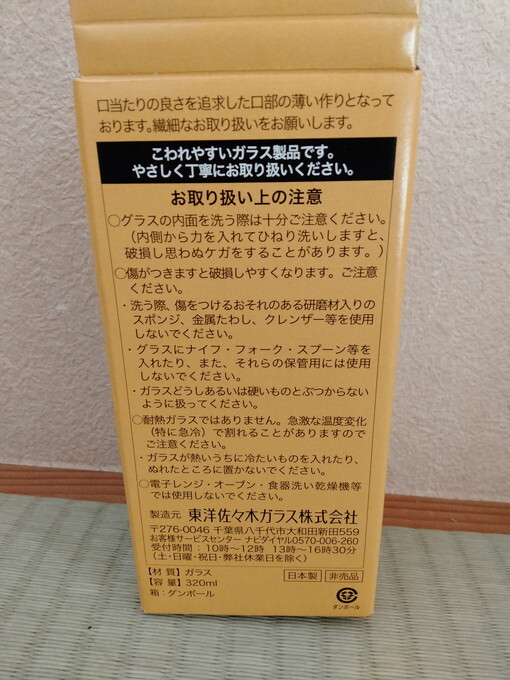 口当たりの良さを追求した口部の薄い作りとなって
おります。繊細なお取り扱いをお願いします。
こわれやすいガラス製品です。
やさしく丁寧にお取り扱いください。
お取り扱い上の注意
○グラスの内面を洗う際は十分ご注意ください。
（内側から力を入れてひねり洗いしますと、
破損し思わぬケガをすることがあります。）
○傷がつきますと破損しやすくなります。ご注意
ください。
・洗う際、傷をつけるおそれのある研磨材入りの
スポンジ、金属たわし、クレンザー等を使用
しないでください。
・グラスにナイフ・フォーク・スプーン等を
入れたり、また、それらの保管用には使用
しないでください。
・ガラスどうしあるいは硬いものとぶつからない
ように扱ってください。
○耐熱ガラスではありません。急激な温度変化
（特に急冷）で割れることがありますので
ご注意ください。
・ガラスが熱いうちに冷たいものを入れたり、
ぬれたところに置かないでください。
○電子レンジ・オーブン・食器洗い乾燥機等
では使用しないでください。
製造元 東洋佐々木ガラス株式会社
〒276-0046 千葉県八千代市大和田新田559
お客様サービスセンター ナビダイヤル0570-006-260
受付時間：10時〜12時 13時〜16時30分
（土・日曜・祝日・弊社休業日を除く）
【材 質】ガラス
【容 量】320ml 日本製 非売品
箱：ダンボール
ダンボール